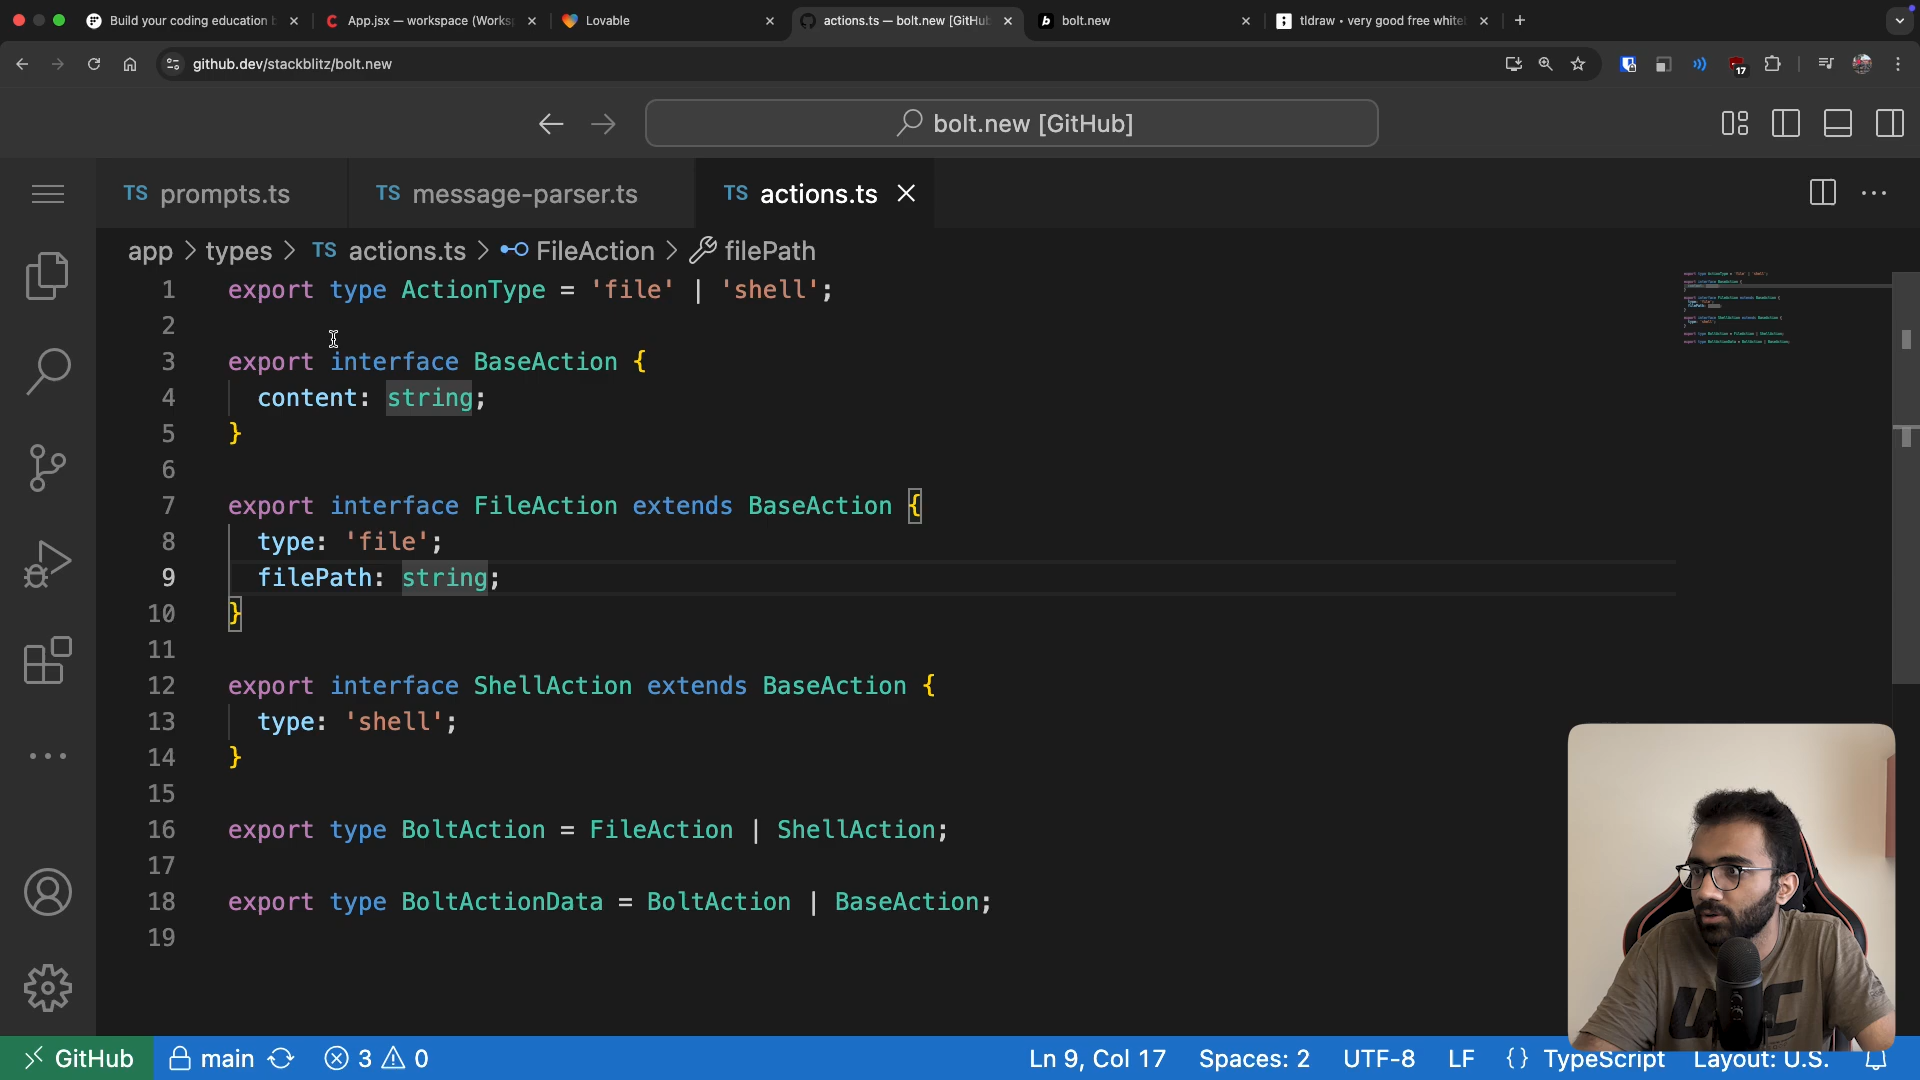 Build your coding education
App.jsx — workspace (Works
Lovable
actions.ts — bolt.new [GitHub
bolt.new
tldraw • very good free white
github.dev/stackblitz/bolt.new
17
bolt.new [GitHub]
TS prompts.ts
TS message-parser.ts
TS actions.ts
app > types > TS actions.ts > FileAction > filePath
1 export type ActionType = 'file' | 'shell';
2
3 export interface BaseAction {
4 content: string;
5 }
6
7 export interface FileAction extends BaseAction {
8 type: 'file';
9 filePath: string;
10 }
11
12 export interface ShellAction extends BaseAction {
13 type: 'shell';
14 }
15
16 export type BoltAction = FileAction | ShellAction;
17
18 export type BoltActionData = BoltAction | BaseAction;
19
GitHub main 3 0 Ln 9, Col 17 Spaces: 2 UTF-8 LF {} TypeScript Layout: U.S.